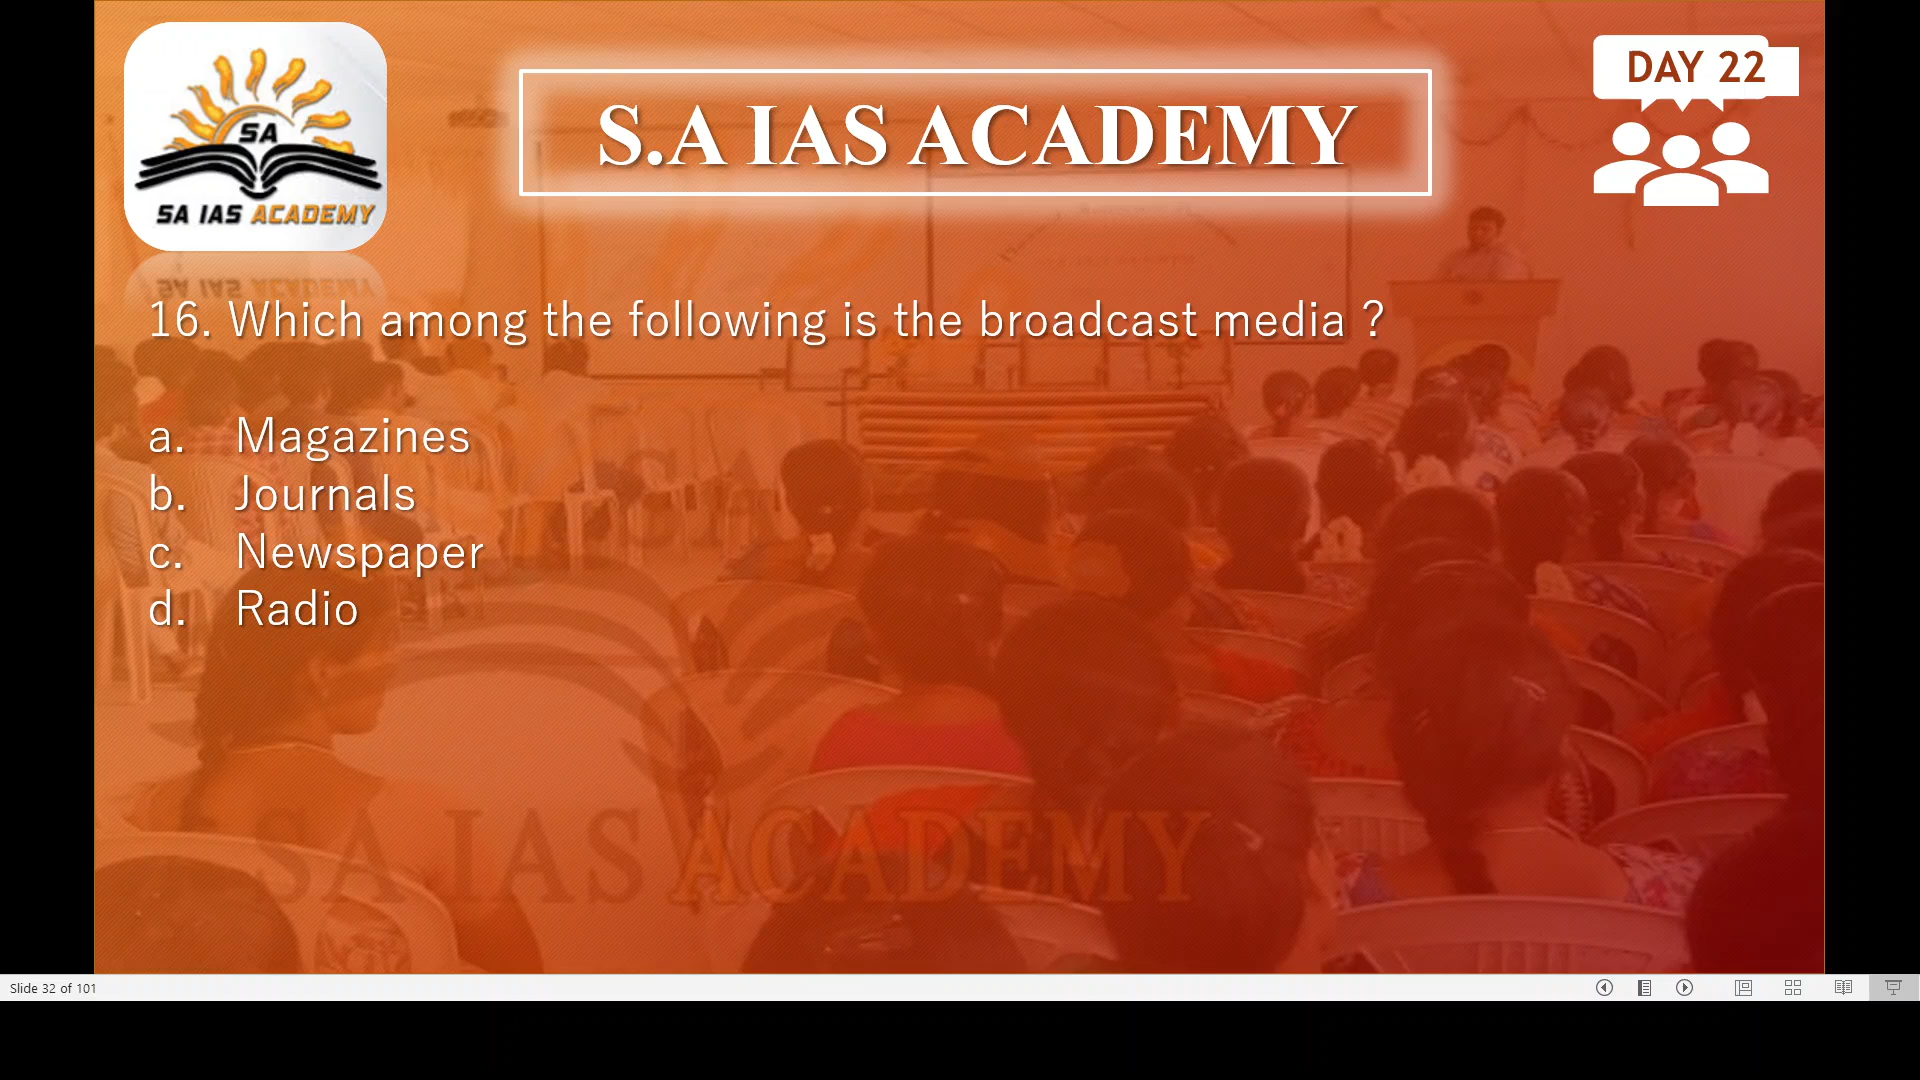 SA
SA IAS ACADEMY
S.A IAS ACADEMY
DAY 22
16. Which among the following is the broadcast media ?
a. Magazines
b. Journals
c. Newspaper
d. Radio
SA
SA IAS ACADEMY
Slide 32 of 101